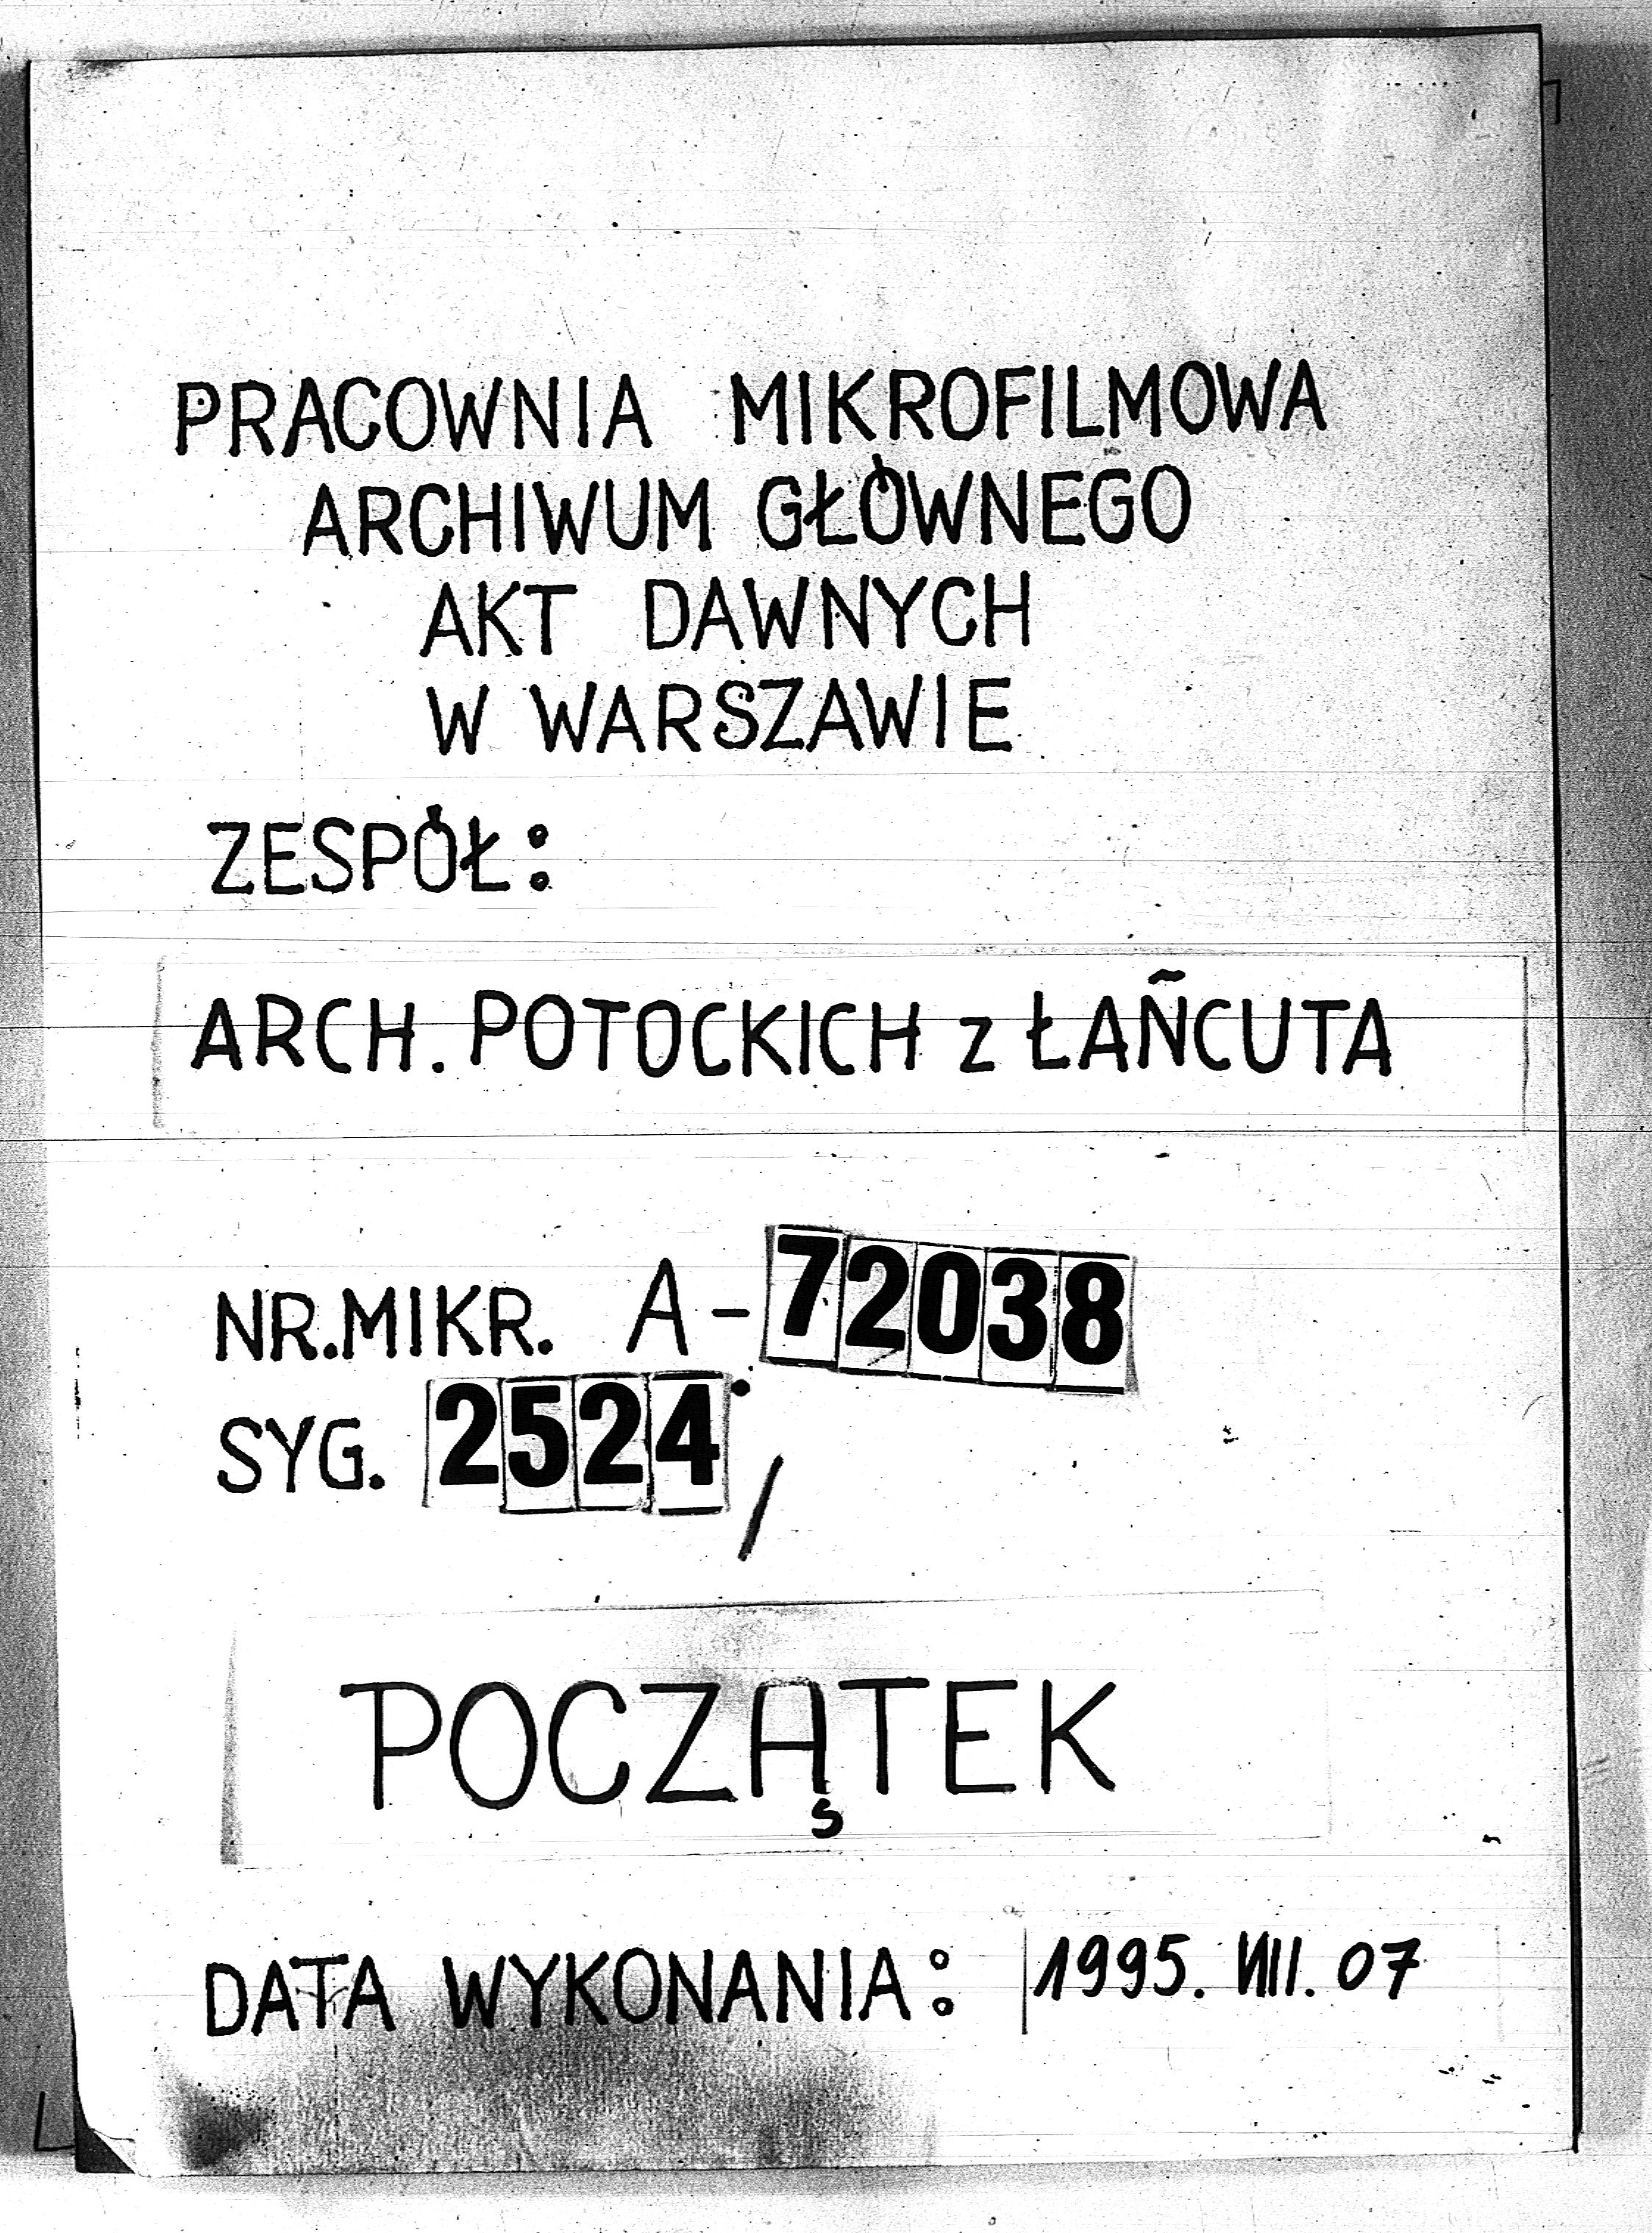 PRACOWNIA MIKROFILMOWA
ARCHIWUM GŁÓWNEGO
AKT DAWNYCH
W WARSZAWIE
ZESPÓŁ:
ARCH. POTOCKICH z ŁAŃCUTA
NR.MIKR. A-72038
SYG. 2524/
POCZĄTEK
DATA WYKONANIA: 1995. VIII. 07